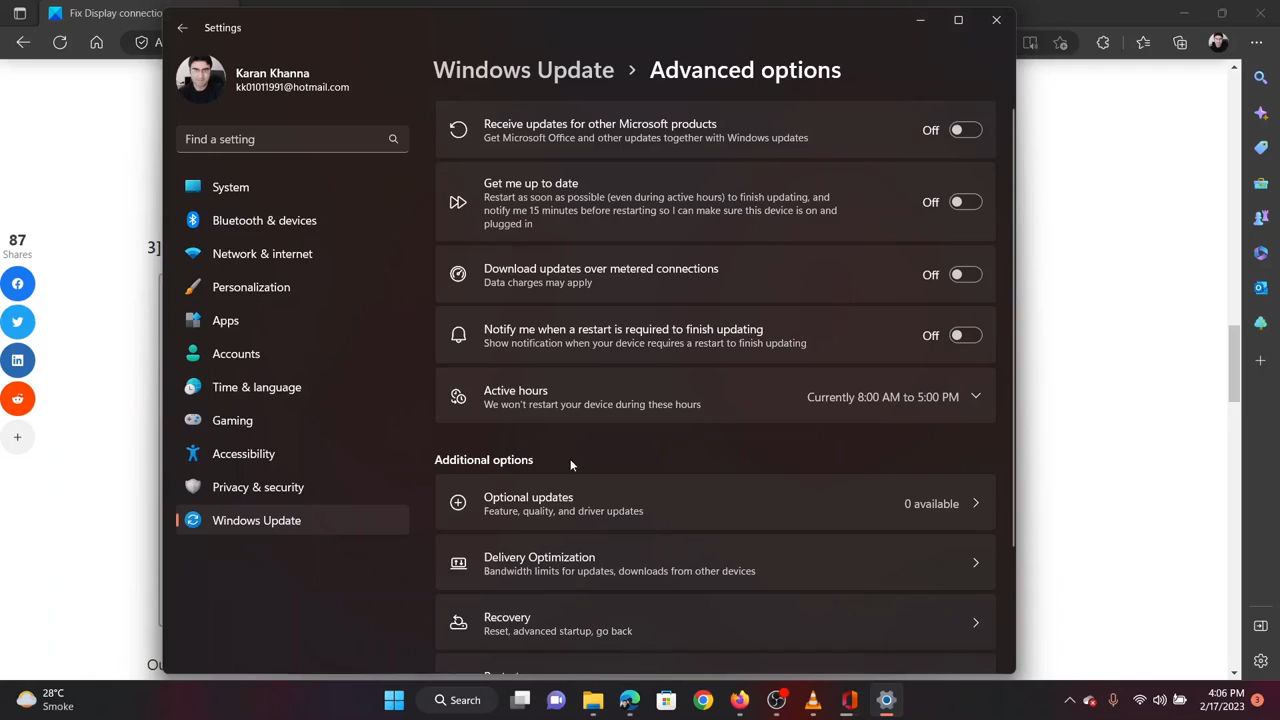 Fix Display connectio
Settings
A
Karan Khanna
kk01011991@hotmail.com
Find a setting
System
Bluetooth & devices
Network & internet
Personalization
Apps
Accounts
Time & language
Gaming
Accessibility
Privacy & security
Windows Update
Windows Update > Advanced options
Receive updates for other Microsoft products
Get Microsoft Office and other updates together with Windows updates
Off
Get me up to date
Restart as soon as possible (even during active hours) to finish updating, and
notify me 15 minutes before restarting so I can make sure this device is on and
plugged in
Off
Download updates over metered connections
Data charges may apply
Off
Notify me when a restart is required to finish updating
Show notification when your device requires a restart to finish updating
Off
Active hours
We won't restart your device during these hours
Currently 8:00 AM to 5:00 PM
Additional options
Optional updates
Feature, quality, and driver updates
0 available
Delivery Optimization
Bandwidth limits for updates, downloads from other devices
Recovery
Reset, advanced startup, go back
87
Shares
3]
Ou
28°C
Smoke
Search
4:06 PM
2/17/2023
3